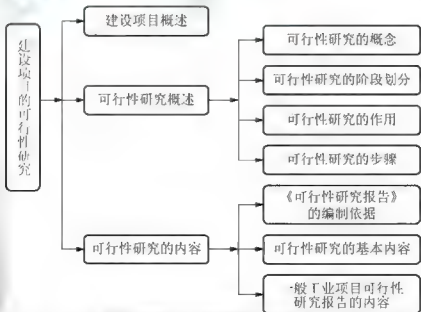 建设项目的可行性研究
建设项目概述
可行性研究概述
可行性研究的概念
可行性研究的阶段划分
可行性研究的作用
可行性研究的步骤
可行性研究的内容
《可行性研究报告》
的编制依据
可行性研究的基本内容
一般工业项目可行性
研究报告的内容